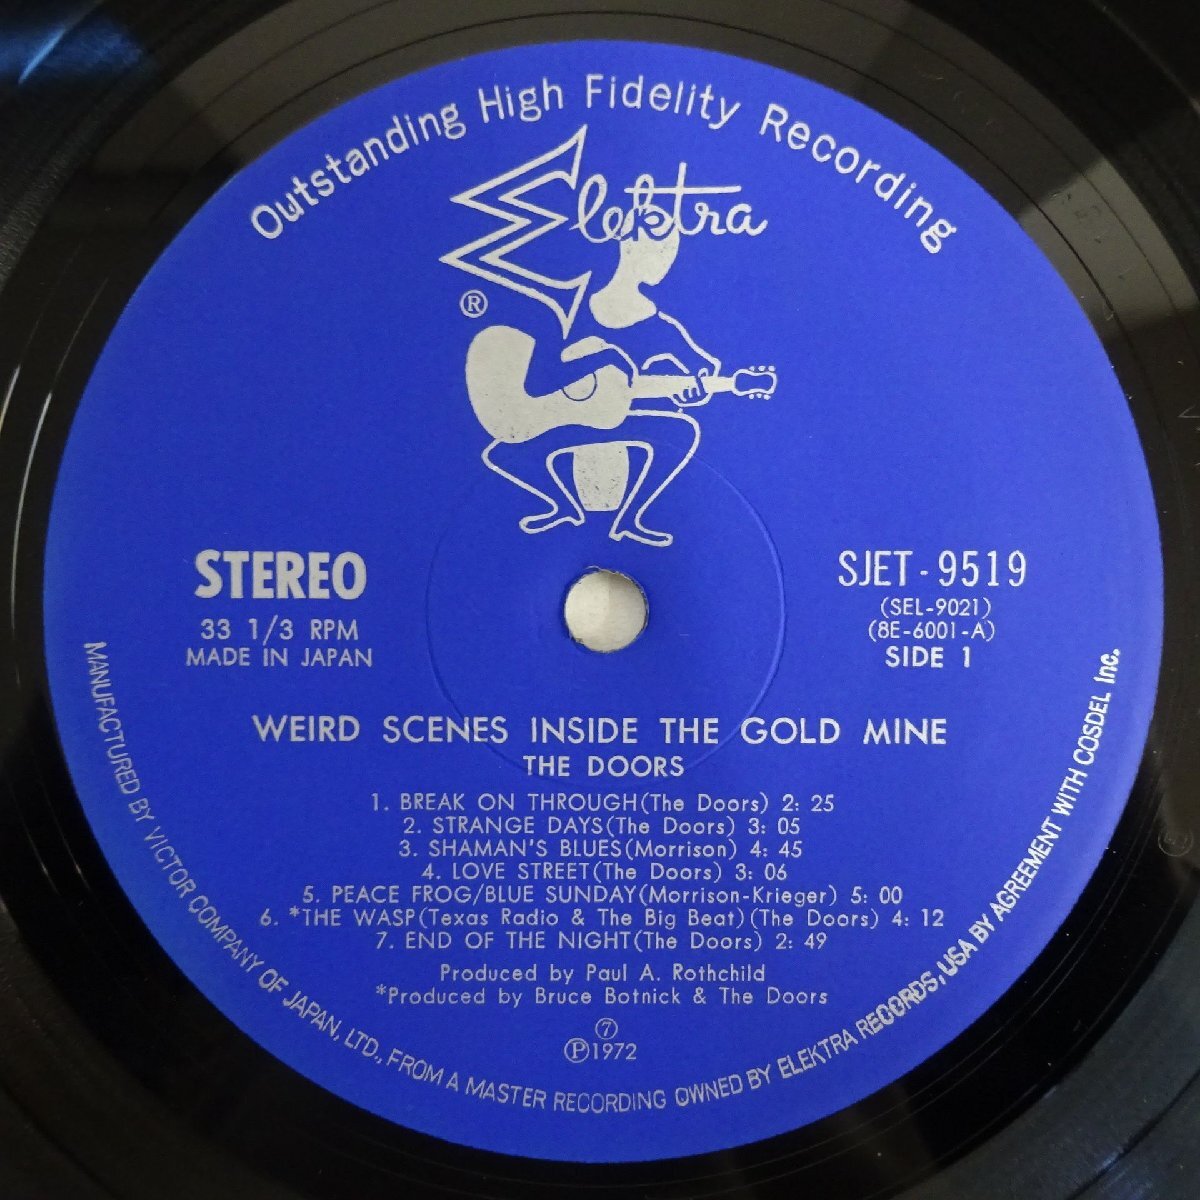 Outstanding High Fidelity Recording
Elektra
®
STEREO
33 1/3 RPM
MADE IN JAPAN
SJET-9519
(SEL-9021)
(8E-6001-A)
SIDE 1
WEIRD SCENES INSIDE THE GOLD MINE
THE DOORS
1. BREAK ON THROUGH(The Doors) 2: 25
2. STRANGE DAYS(The Doors) 3: 05
3. SHAMAN'S BLUES(Morrison) 4: 45
4. LOVE STREET(The Doors) 3: 06
5. PEACE FROG/BLUE SUNDAY(Morrison-Krieger) 5: 00
6. *THE WASP(Texas Radio & The Big Beat)(The Doors) 4: 12
7. END OF THE NIGHT(The Doors) 2: 49
Produced by Paul A. Rothchild
*Produced by Bruce Botnick & The Doors
⑦
Ⓟ1972
MANUFACTURED BY VICTOR COMPANY OF JAPAN, LTD., FROM A MASTER RECORDING OWNED BY ELEKTRA RECORDS, USA BY AGREEMENT WITH COSDEL Inc.